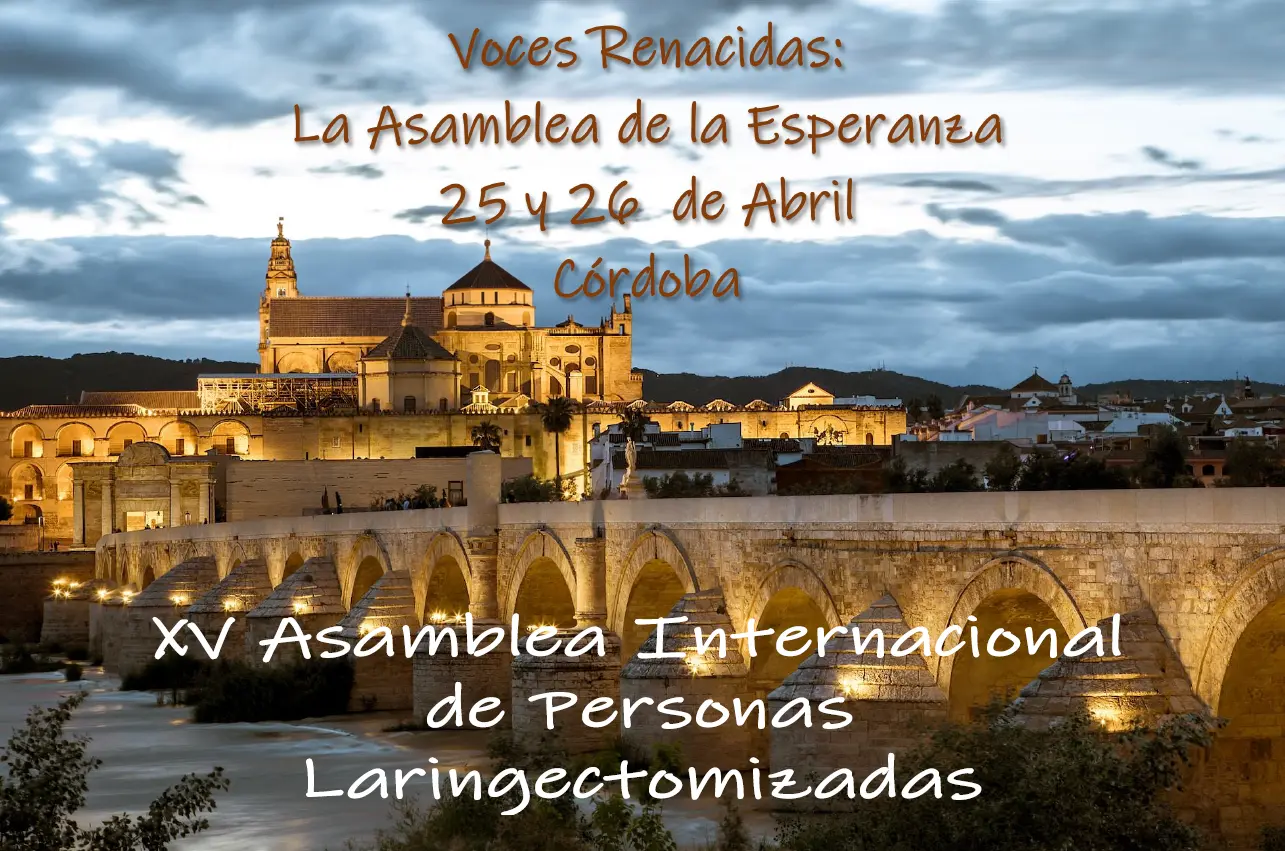 Voces Renacidas:
La Asamblea de la Esperanza
25 y 26 de Abril
Córdoba
XV Asamblea Internacional
de Personas
Laringectomizadas